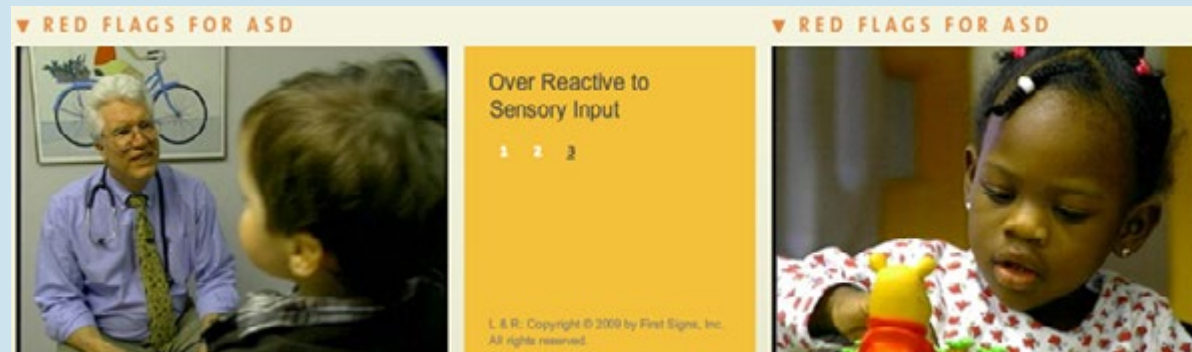 ▼ RED FLAGS FOR ASD
▼ RED FLAGS FOR ASD
Over Reactive to
Sensory Input
1 2 3
L & R: Copyright © 2009 by First Signs, Inc.
All rights reserved.